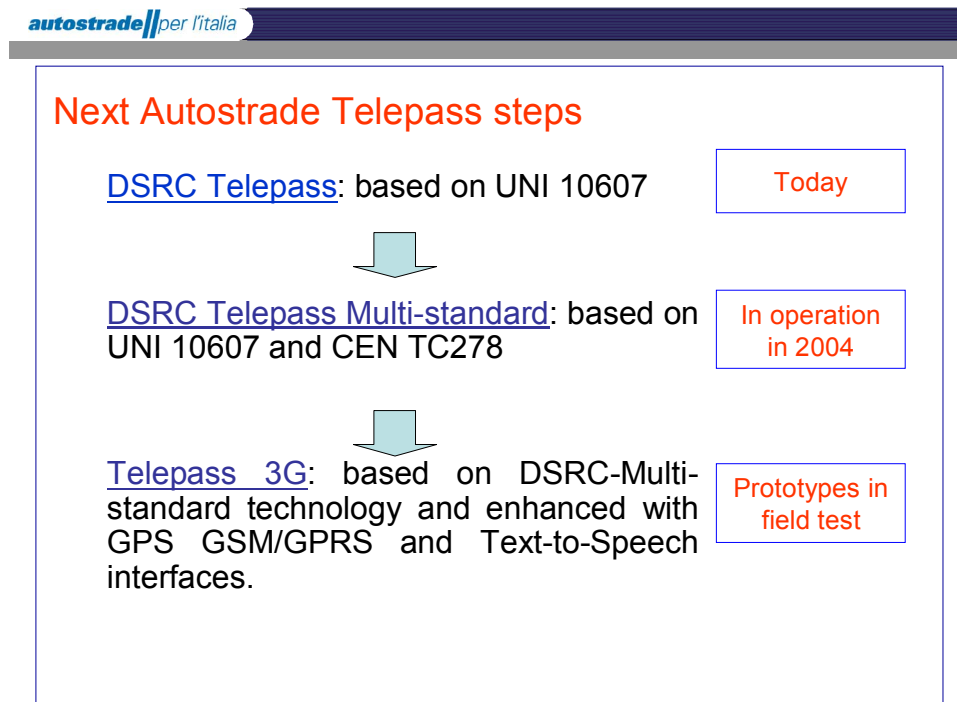 autostrade||per l'italia
Next Autostrade Telepass steps
DSRC Telepass: based on UNI 10607
Today
DSRC Telepass Multi-standard: based on
UNI 10607 and CEN TC278
In operation
in 2004
Telepass 3G: based on DSRC-Multi-
standard technology and enhanced with
GPS GSM/GPRS and Text-to-Speech
interfaces.
Prototypes in
field test